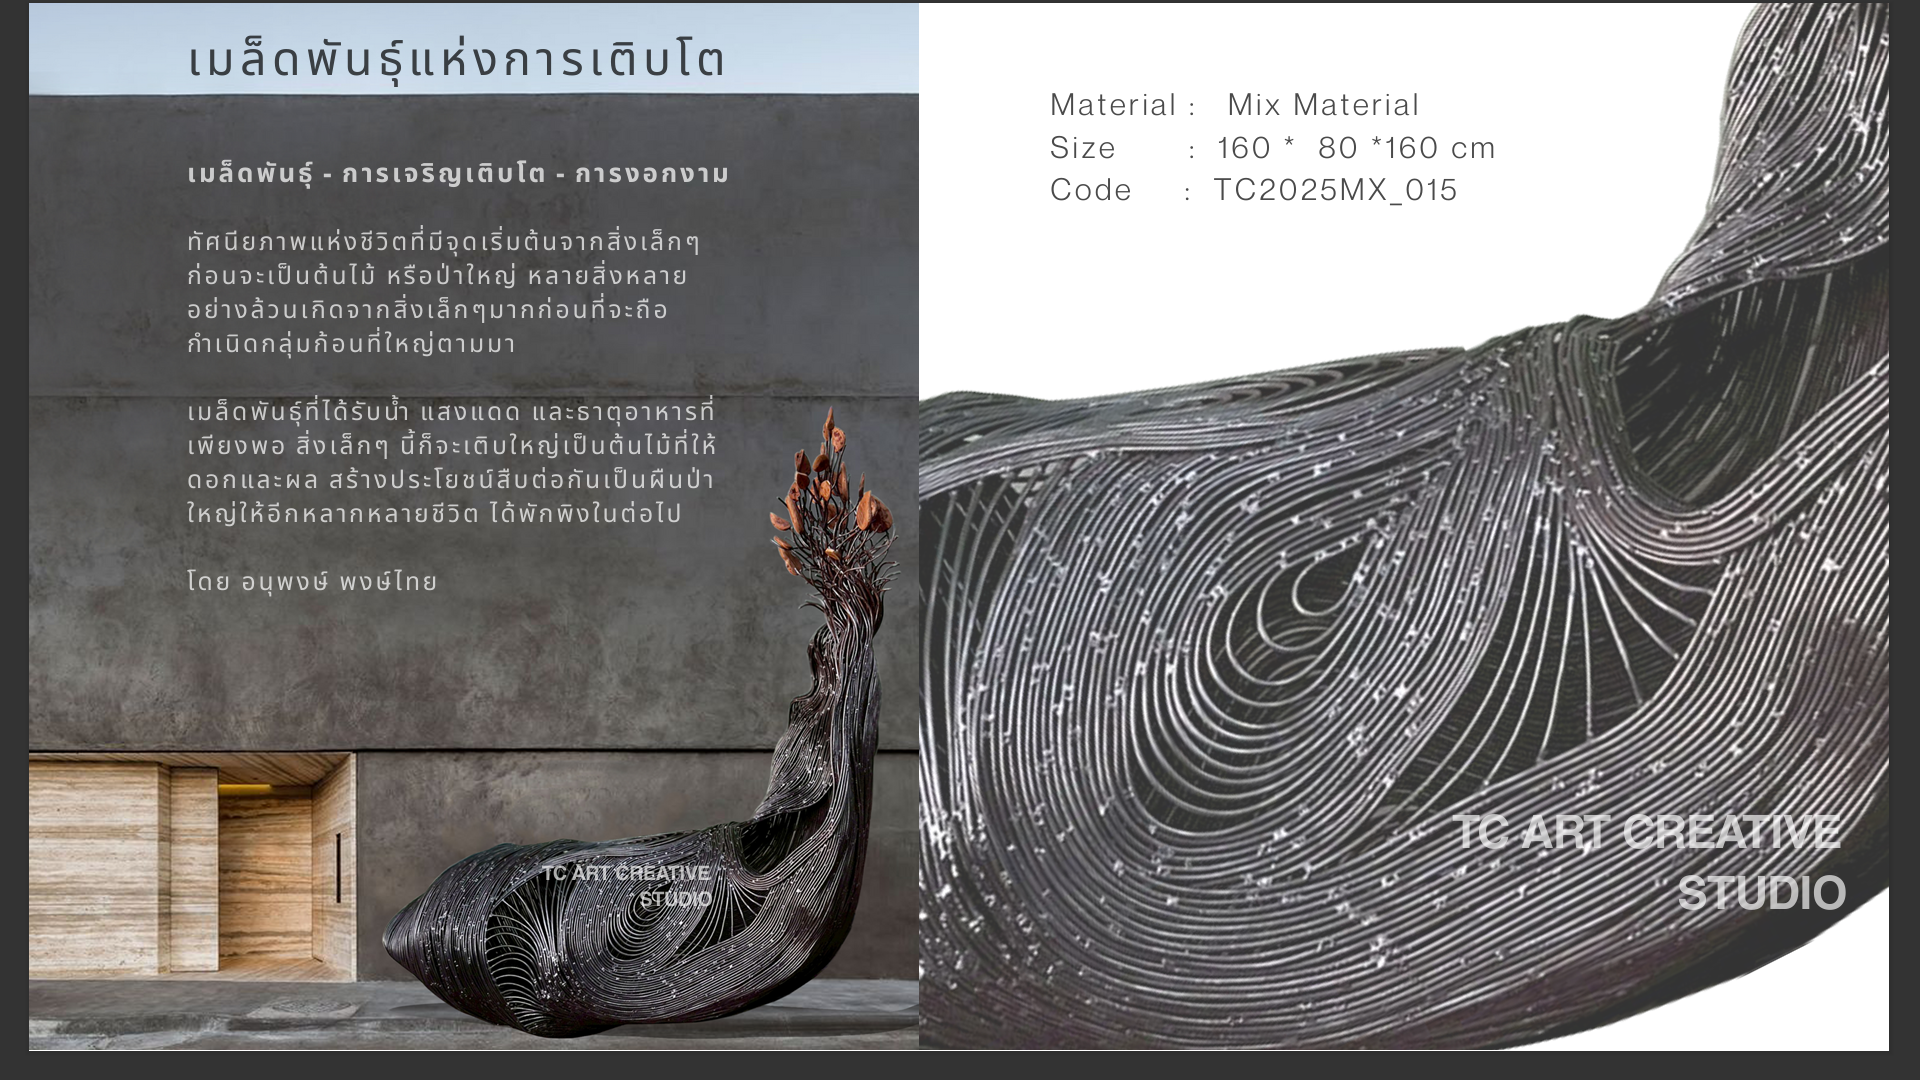 เมล็ดพันธุ์แห่งการเติบโต
เมล็ดพันธุ์ - การเจริญเติบโต - การงอกงาม
ทัศนียภาพแห่งชีวิตที่มีจุดเริ่มต้นจากสิ่งเล็กๆ
ก่อนจะเป็นต้นไม้ หรือป่าใหญ่ หลายสิ่งหลาย
อย่างล้วนเกิดจากสิ่งเล็กๆมากก่อนที่จะถือ
กำเนิดกลุ่มก้อนที่ใหญ่ตามมา
เมล็ดพันธุ์ที่ได้รับน้ำ แสงแดด และธาตุอาหารที่
เพียงพอ สิ่งเล็กๆ นี้ก็จะเติบใหญ่เป็นต้นไม้ที่ให้
ดอกและผล สร้างประโยชน์สืบต่อกันเป็นผืนป่า
ใหญ่ให้อีกหลากหลายชีวิต ได้พักพิงในต่อไป
โดย อนุพงษ์ พงษ์ไทย
TC ART CREATIVE
STUDIO
Material : Mix Material
Size : 160 * 80 *160 cm
Code : TC2025MX_015
TC ART CREATIVE
STUDIO